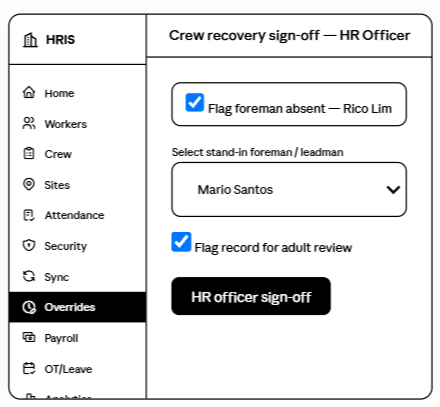 HRIS
Crew recovery sign-off — HR Officer
Home
Workers
Crew
Sites
Attendance
Security
Sync
Overrides
Payroll
OT/Leave
Analytics
Flag foreman absent — Rico Lim
Select stand-in foreman / leadman
Mario Santos
Flag record for adult review
HR officer sign-off